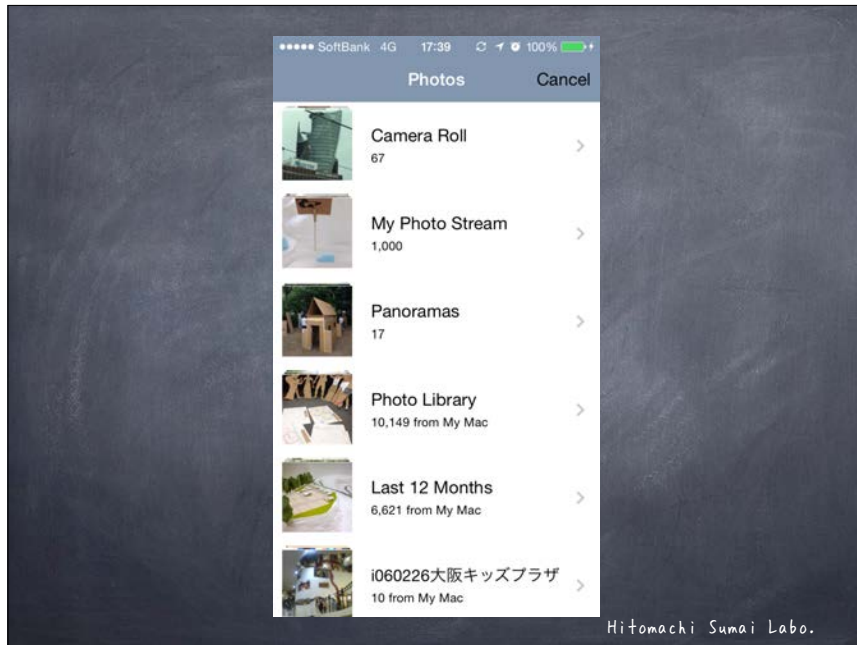 SoftBank 4G 17:39 100%
Photos Cancel
Camera Roll
67
My Photo Stream
1,000
Panoramas
17
Photo Library
10,149 from My Mac
Last 12 Months
6,621 from My Mac
i060226大阪キッズプラザ
10 from My Mac
Hitomachi Sumai Labo.